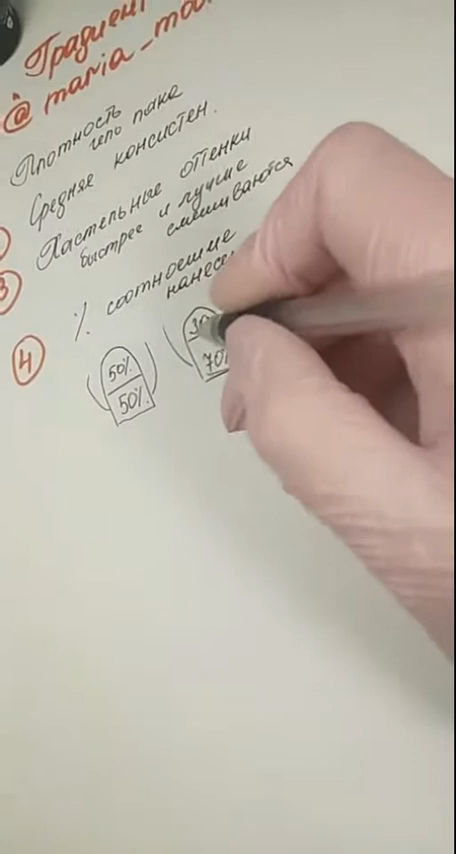 Градиент
@maria_ma
Плотность
гель лака
Средняя консистен.
Пастельные оттенки
быстрее и лучше
смешиваются
3
% соотношение
нанесе
4
50%
50%
30
70%